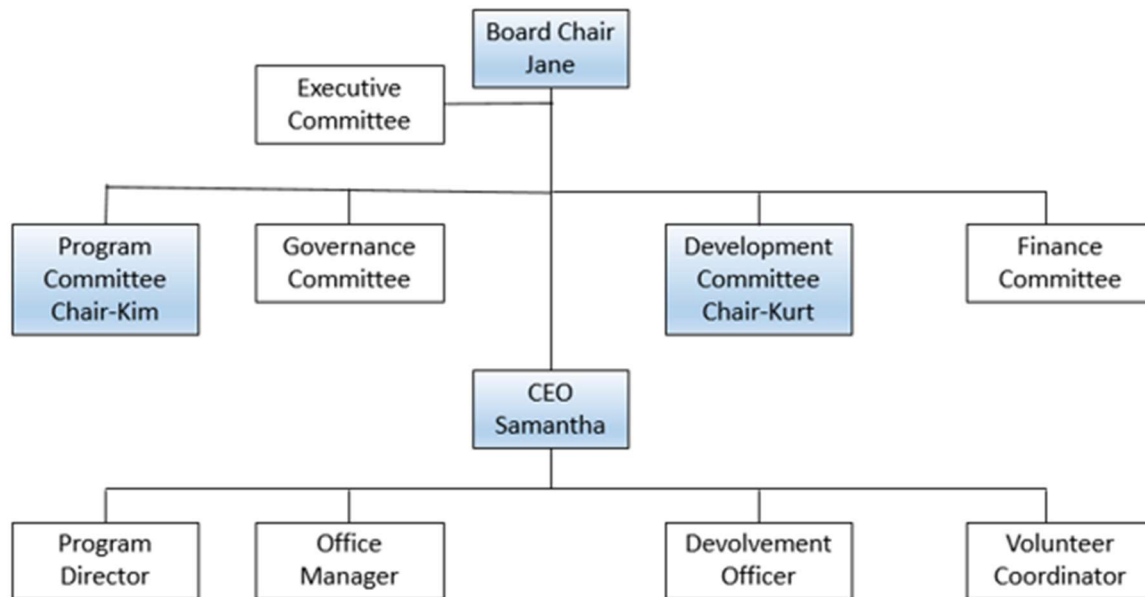 Board Chair
Jane
Executive
Committee
Program
Committee
Chair-Kim
Governance
Committee
Development
Committee
Chair-Kurt
Finance
Committee
CEO
Samantha
Program
Director
Office
Manager
Devolvement
Officer
Volunteer
Coordinator